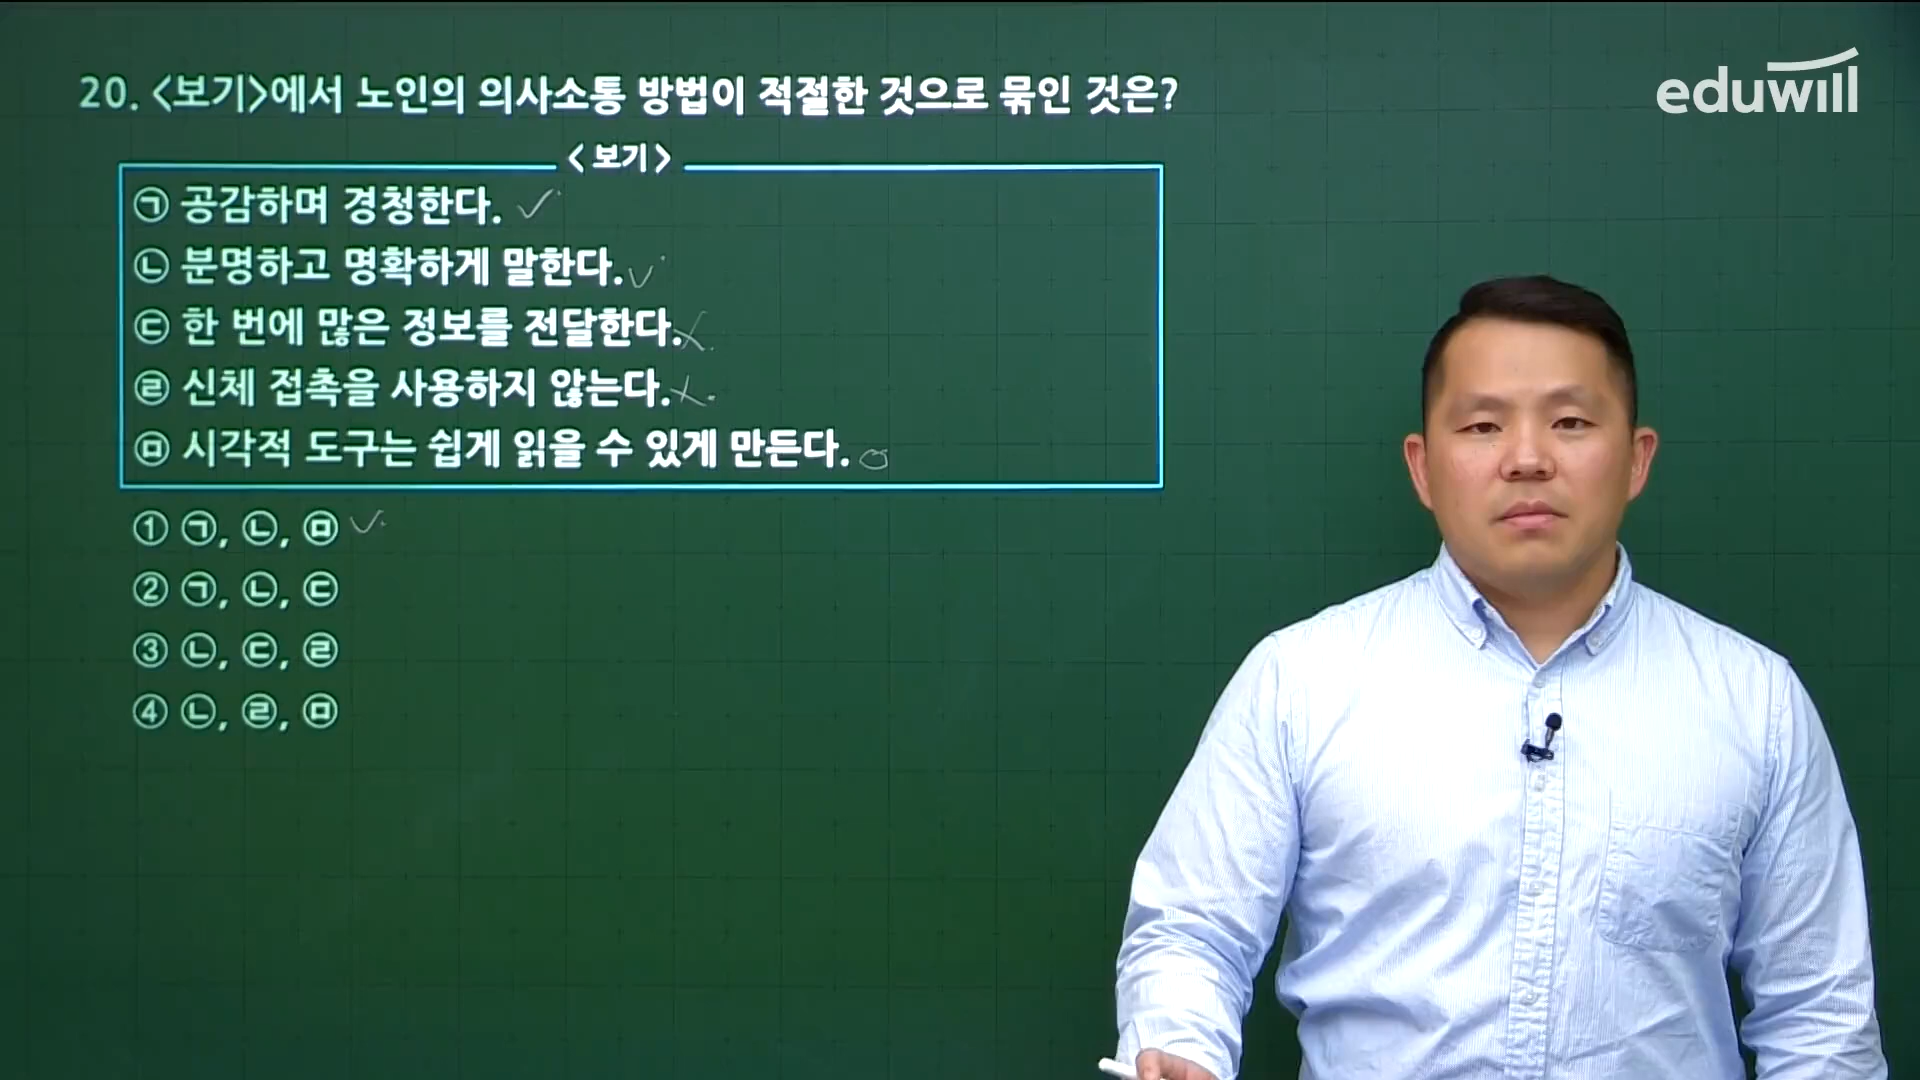 eduwill
20. <보기>에서 노인의 의사소통 방법이 적절한 것으로 묶인 것은?
<보기>
㉠ 공감하며 경청한다.
㉡ 분명하고 명확하게 말한다.
㉢ 한 번에 많은 정보를 전달한다.
㉣ 신체 접촉을 사용하지 않는다.
㉤ 시각적 도구는 쉽게 읽을 수 있게 만든다.
① ㉠, ㉡, ㉤
② ㉠, ㉡, ㉢
③ ㉡, ㉢, ㉣
④ ㉡, ㉣, ㉤